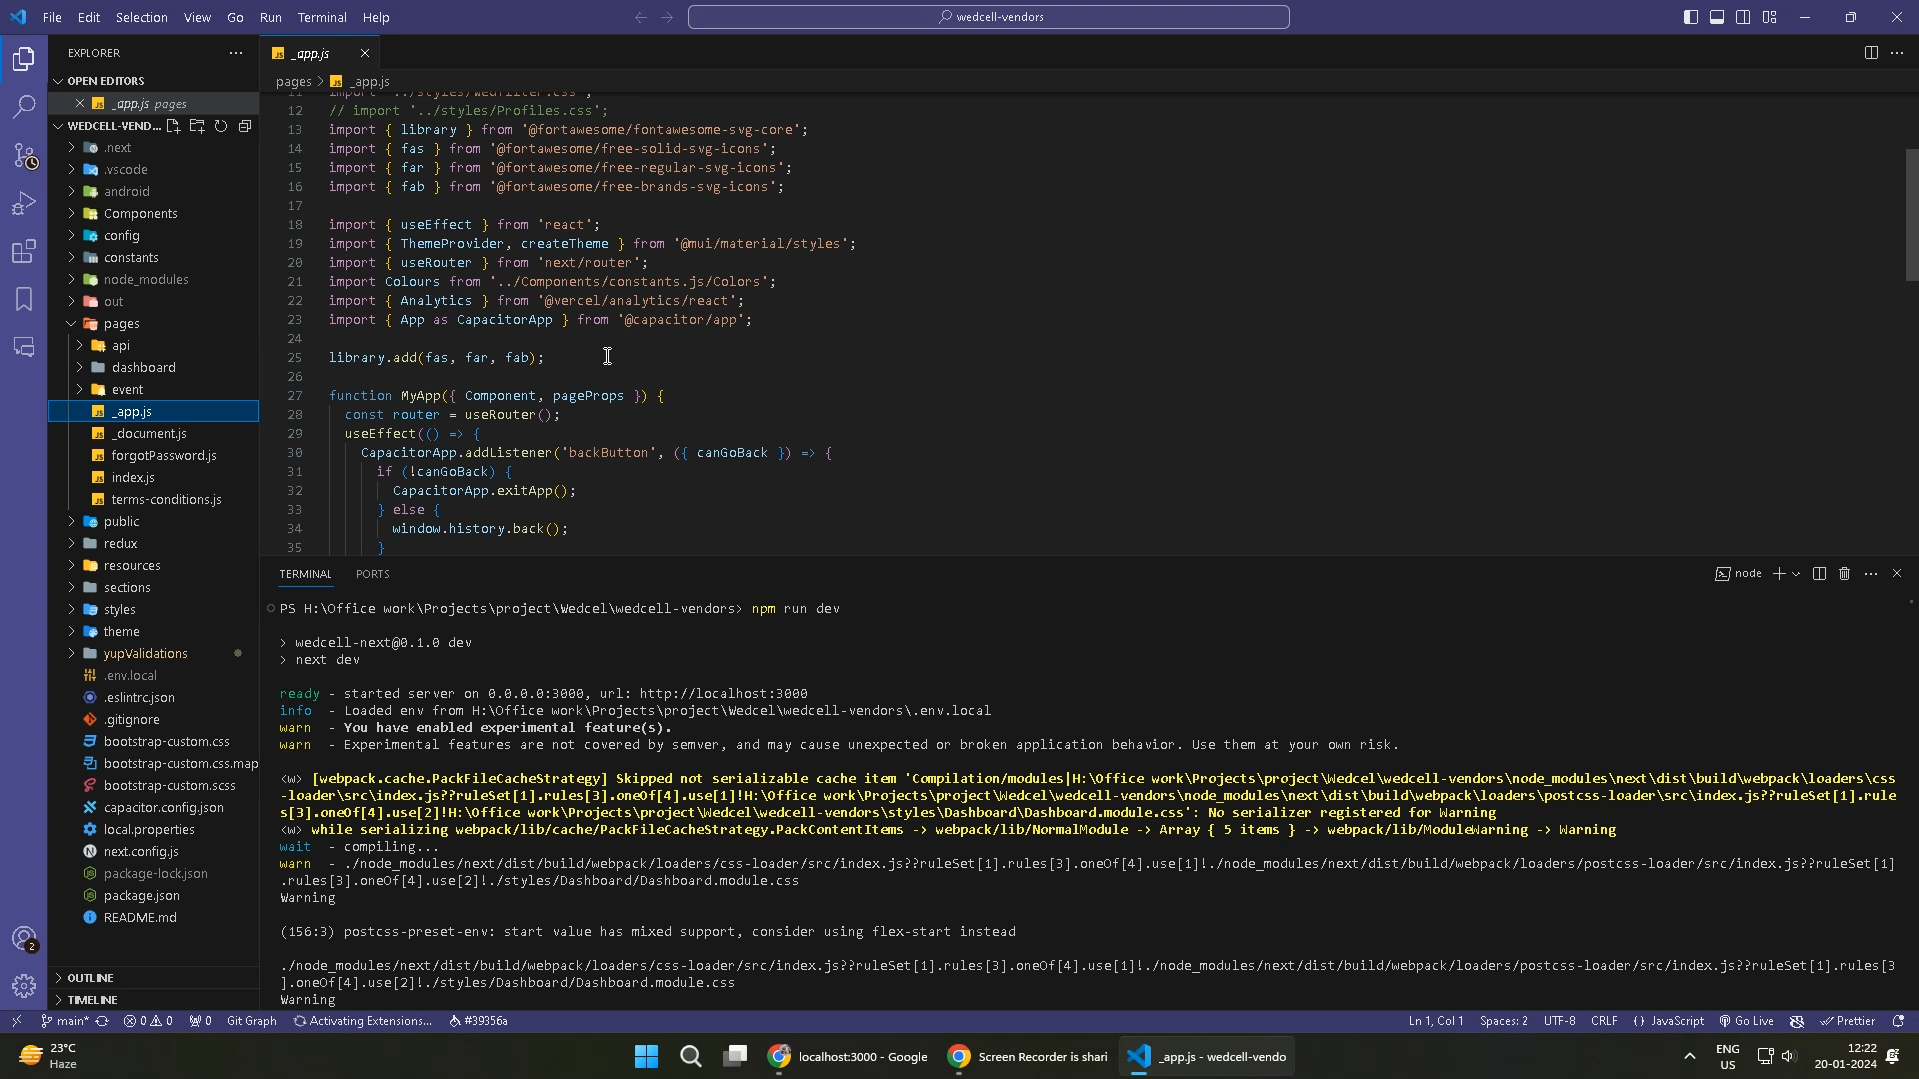 File Edit Selection View Go Run Terminal Help
wedcell-vendors
EXPLORER
OPEN EDITORS
_app.js pages
WEDCELL-VEND...
.next
.vscode
android
Components
config
constants
node_modules
out
pages
api
dashboard
event
_app.js
_document.js
forgotPassword.js
index.js
terms-conditions.js
public
redux
resources
sections
styles
theme
yupValidations
.env.local
.eslintrc.json
.gitignore
bootstrap-custom.css
bootstrap-custom.css.map
bootstrap-custom.scss
capacitor.config.json
local.properties
next.config.js
package-lock.json
package.json
README.md
OUTLINE
TIMELINE
_app.js
pages > _app.js
11 import '../styles/wedfilter.css';
12 // import '../styles/Profiles.css';
13 import { library } from '@fortawesome/fontawesome-svg-core';
14 import { fas } from '@fortawesome/free-solid-svg-icons';
15 import { far } from '@fortawesome/free-regular-svg-icons';
16 import { fab } from '@fortawesome/free-brands-svg-icons';
17
18 import { useEffect } from 'react';
19 import { ThemeProvider, createTheme } from '@mui/material/styles';
20 import { useRouter } from 'next/router';
21 import Colours from '../Components/constants.js/Colors';
22 import { Analytics } from '@vercel/analytics/react';
23 import { App as CapacitorApp } from '@capacitor/app';
24
25 library.add(fas, far, fab);
26
27 function MyApp({ Component, pageProps }) {
28 const router = useRouter();
29 useEffect(() => {
30 CapacitorApp.addListener('backButton', ({ canGoBack }) => {
31 if (!canGoBack) {
32 CapacitorApp.exitApp();
33 } else {
34 window.history.back();
35 }
TERMINAL PORTS
node
PS H:\Office work\Projects\project\Wedcel\wedcell-vendors> npm run dev
> wedcell-next@0.1.0 dev
> next dev
ready - started server on 0.0.0.0:3000, url: http://localhost:3000
info - Loaded env from H:\Office work\Projects\project\Wedcel\wedcell-vendors\.env.local
warn - You have enabled experimental feature(s).
warn - Experimental features are not covered by semver, and may cause unexpected or broken application behavior. Use them at your own risk.
<w> [webpack.cache.PackFileCacheStrategy] Skipped not serializable cache item 'Compilation/modules|H:\Office work\Projects\project\Wedcel\wedcell-vendors\node_modules\next\dist\build\webpack\loaders\css
-loader\src\index.js??ruleSet[1].rules[3].oneOf[4].use[1]!H:\Office work\Projects\project\Wedcel\wedcell-vendors\node_modules\next\dist\build\webpack\loaders\postcss-loader\src\index.js??ruleSet[1].rule
s[3].oneOf[4].use[2]!H:\Office work\Projects\project\Wedcel\wedcell-vendors\styles\Dashboard\Dashboard.module.css': No serializer registered for Warning
<w> while serializing webpack/lib/cache/PackFileCacheStrategy.PackContentItems -> webpack/lib/NormalModule -> Array { 5 items } -> webpack/lib/ModuleWarning -> Warning
wait - compiling...
warn - ./node_modules/next/dist/build/webpack/loaders/css-loader/src/index.js??ruleSet[1].rules[3].oneOf[4].use[1]!./node_modules/next/dist/build/webpack/loaders/postcss-loader/src/index.js??ruleSet[1]
.rules[3].oneOf[4].use[2]!./styles/Dashboard/Dashboard.module.css
Warning
(156:3) postcss-preset-env: start value has mixed support, consider using flex-start instead
./node_modules/next/dist/build/webpack/loaders/css-loader/src/index.js??ruleSet[1].rules[3].oneOf[4].use[1]!./node_modules/next/dist/build/webpack/loaders/postcss-loader/src/index.js??ruleSet[1].rules[3
].oneOf[4].use[2]!./styles/Dashboard/Dashboard.module.css
Warning
2
main* 0 0 0 Git Graph Activating Extensions... #39356a
Ln 1, Col 1 Spaces: 2 UTF-8 CRLF {} JavaScript Go Live Prettier
23°C
Haze
localhost:3000 - Google
Screen Recorder is shari
_app.js - wedcell-vendo
ENG
US
12:22
20-01-2024